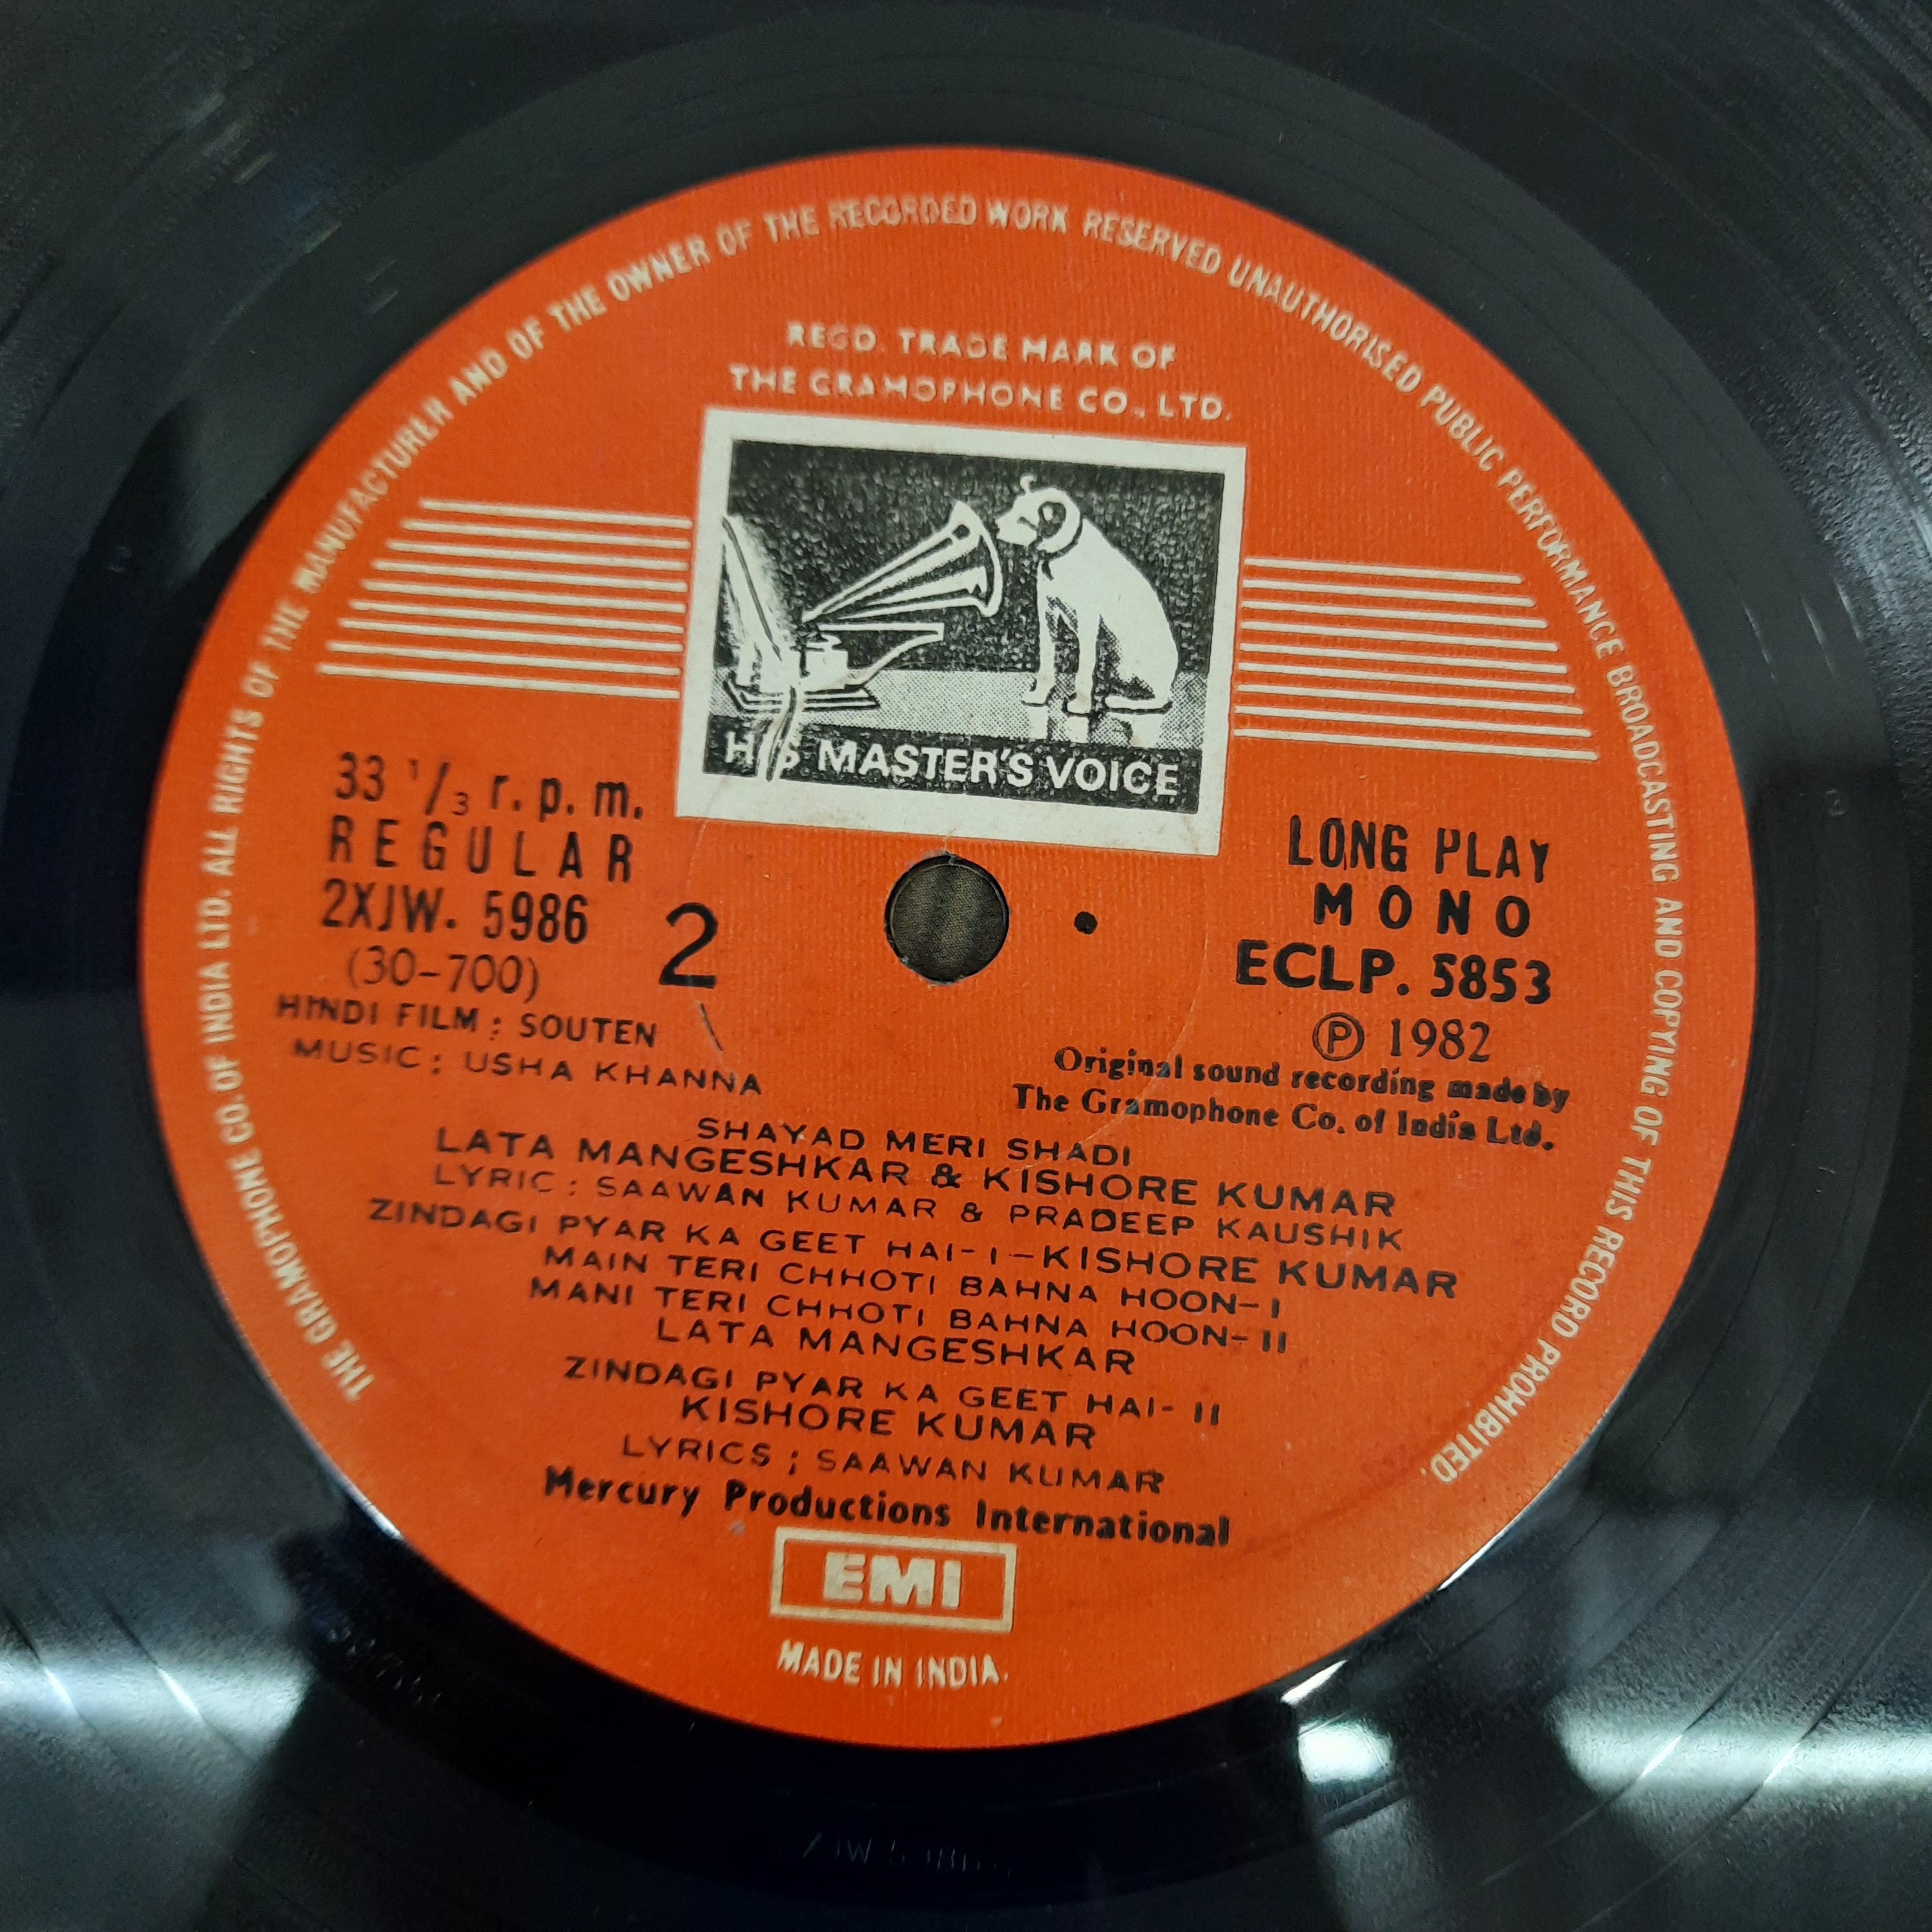 THE GRAMOPHONE CO. OF INDIA LTD. ALL RIGHTS OF THE MANUFACTURER AND OF THE OWNER OF THE RECORDED WORK RESERVED UNAUTHORISED PUBLIC PERFORMANCE BROADCASTING AND COPYING OF THIS RECORD PROHIBITED.
REGD. TRADE MARK OF
THE GRAMOPHONE CO., LTD.
HIS MASTER'S VOICE
33 1/3 r. p. m.
REGULAR
2XJW. 5986
(30-700)
2
LONG PLAY
MONO
ECLP. 5853
℗ 1982
Original sound recording made by
The Gramophone Co. of India Ltd.
HINDI FILM : SOUTEN
MUSIC : USHA KHANNA
SHAYAD MERI SHADI
LATA MANGESHKAR & KISHORE KUMAR
LYRIC : SAAWAN KUMAR & PRADEEP KAUSHIK
ZINDAGI PYAR KA GEET HAI-I-KISHORE KUMAR
MAIN TERI CHHOTI BAHNA HOON-I
MANI TERI CHHOTI BAHNA HOON-II
LATA MANGESHKAR
ZINDAGI PYAR KA GEET HAI-II
KISHORE KUMAR
LYRICS ; SAAWAN KUMAR
Mercury Productions International
EMI
MADE IN INDIA.